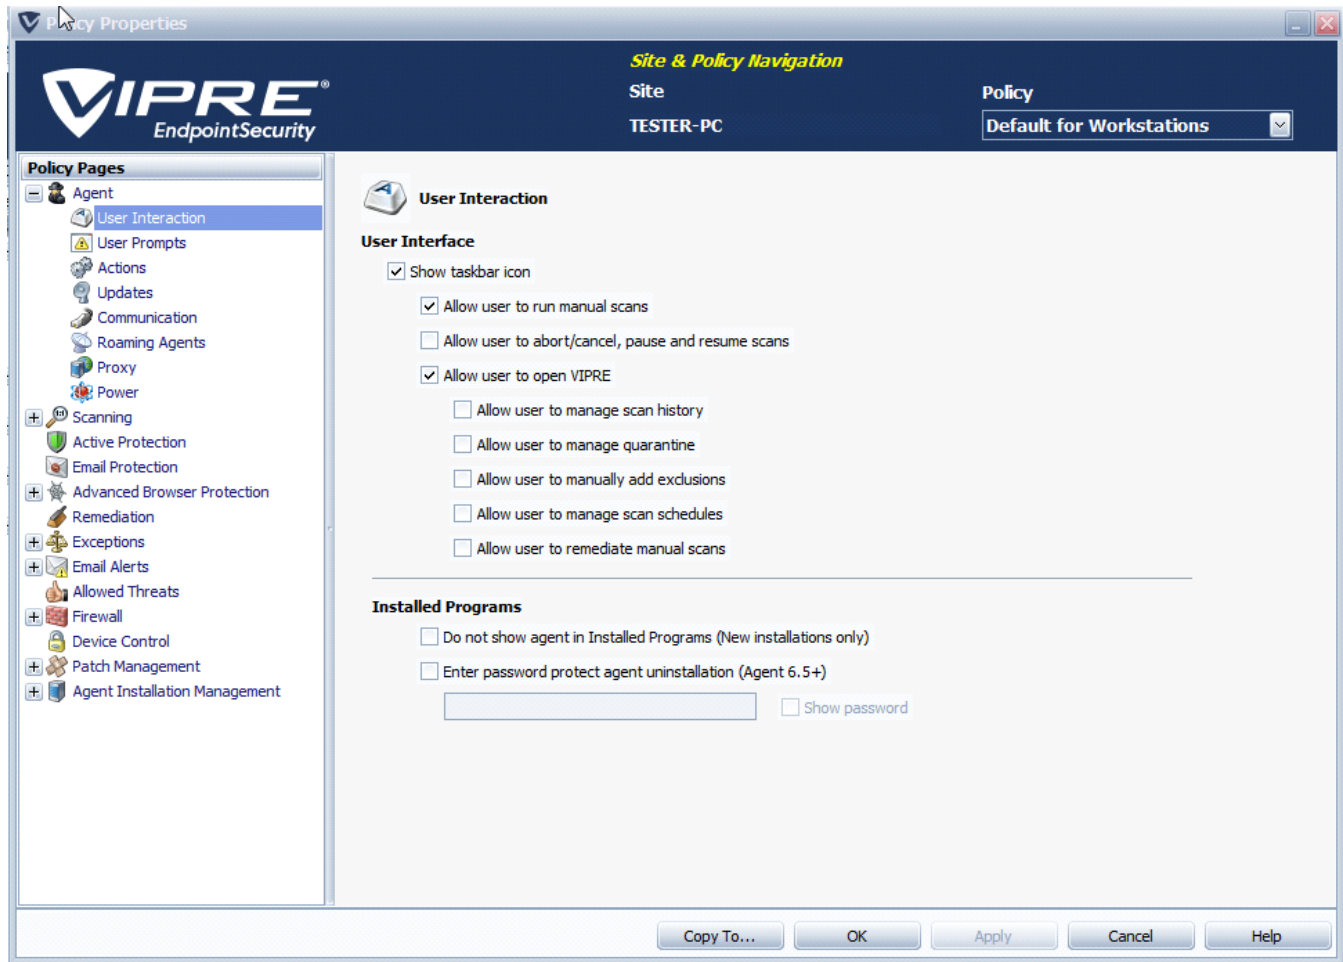 Policy Properties
VIPRE®
EndpointSecurity
Site & Policy Navigation
Site
Policy
TESTER-PC
Default for Workstations
Policy Pages
Agent
User Interaction
User Prompts
Actions
Updates
Communication
Roaming Agents
Proxy
Power
Scanning
Active Protection
Email Protection
Advanced Browser Protection
Remediation
Exceptions
Email Alerts
Allowed Threats
Firewall
Device Control
Patch Management
Agent Installation Management
User Interaction
User Interface
Show taskbar icon
Allow user to run manual scans
Allow user to abort/cancel, pause and resume scans
Allow user to open VIPRE
Allow user to manage scan history
Allow user to manage quarantine
Allow user to manually add exclusions
Allow user to manage scan schedules
Allow user to remediate manual scans
Installed Programs
Do not show agent in Installed Programs (New installations only)
Enter password protect agent uninstallation (Agent 6.5+)
Show password
Copy To...
OK
Apply
Cancel
Help